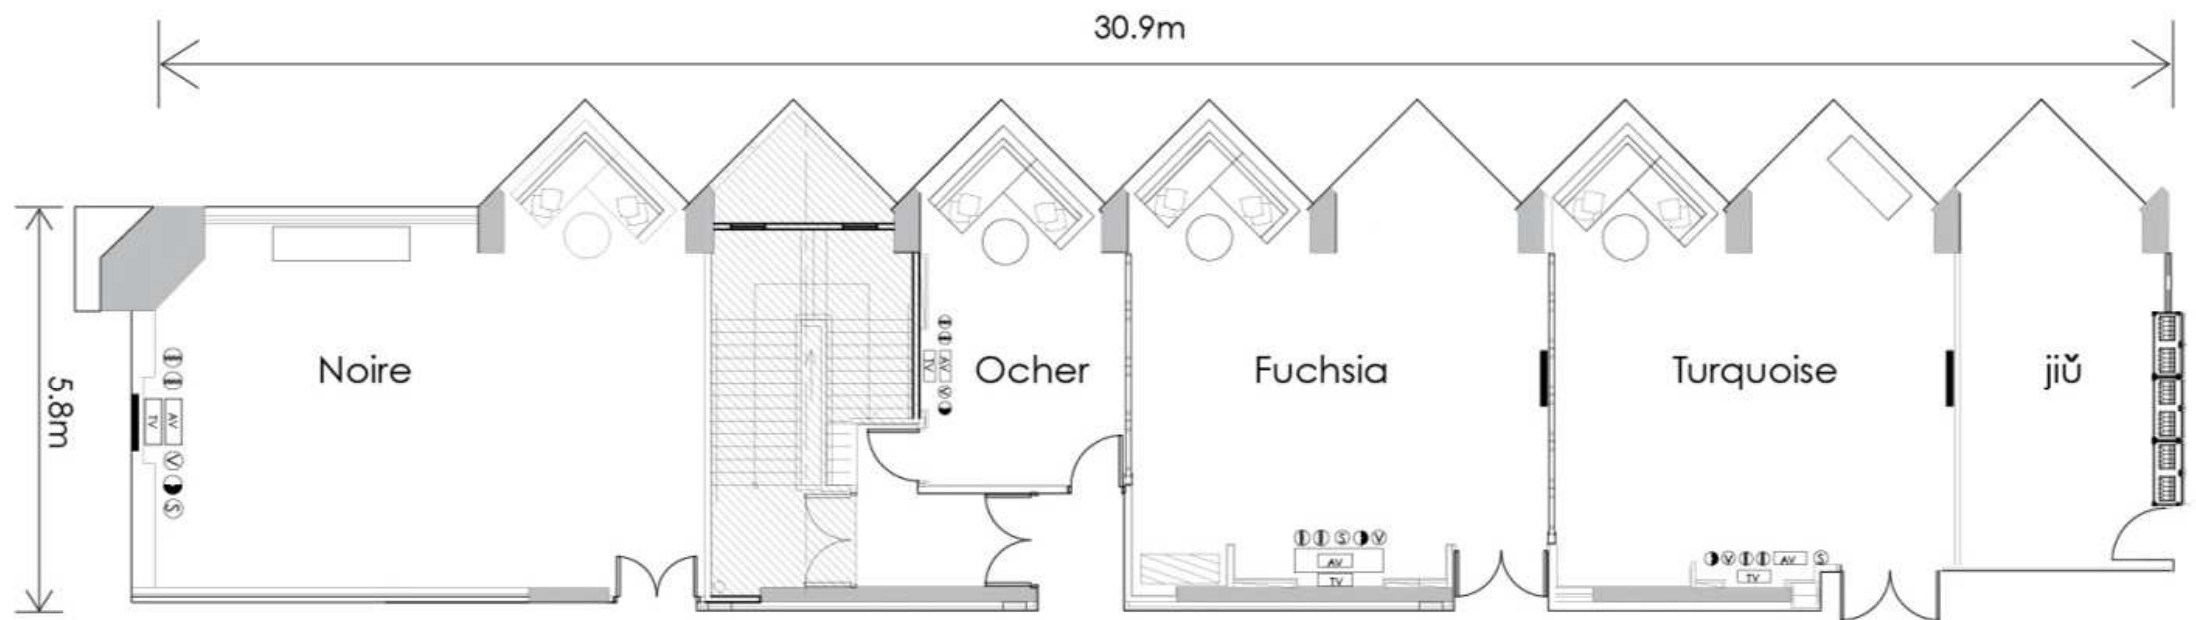 30.9m
5.8m
Noire
Ocher
Fuchsia
Turquoise
jiǔ
TV
AV
V
S
TV
AV
V
S
V
AV
TV
V
AV
S
TV